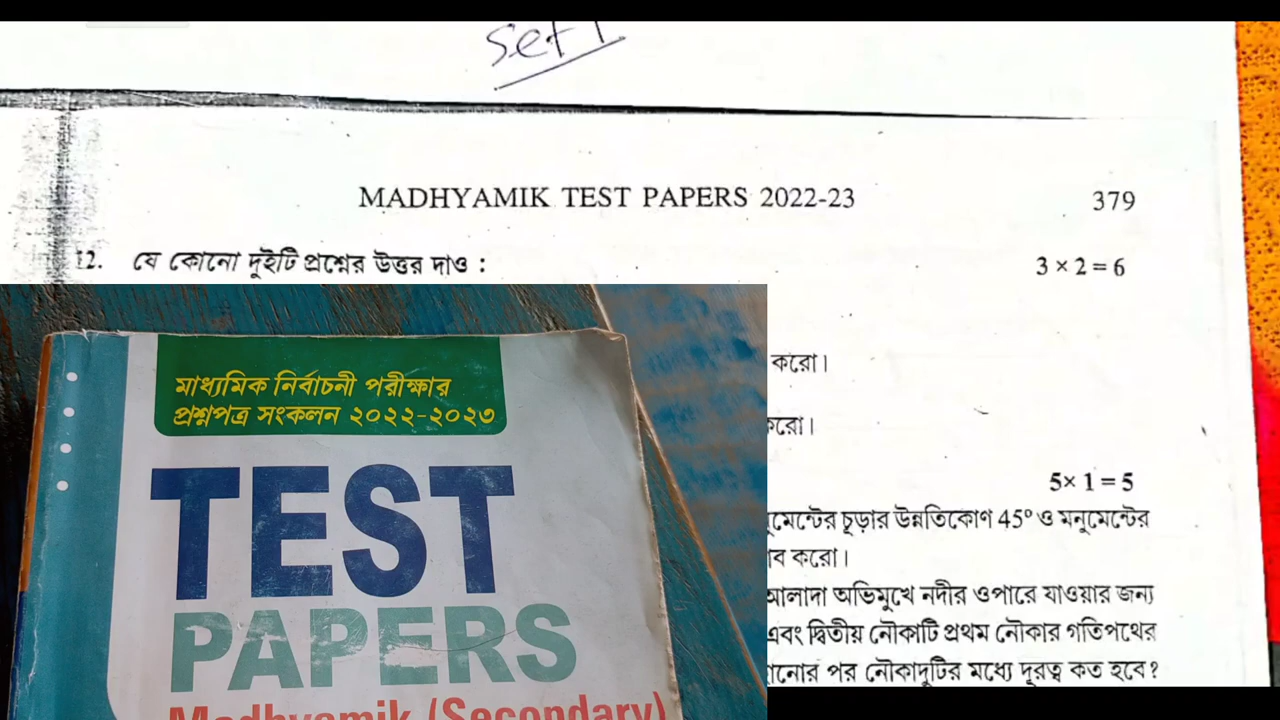 Set 1
MADHYAMIK TEST PAPERS 2022-23 379
12. যে কোনো দুইটি প্রশ্নের উত্তর দাও : 3 × 2 = 6
করো।
করো।
5× 1 = 5
মাধ্যমিক নির্বাচনী পরীক্ষার
প্রশ্নপত্র সংকলন ২০২২-২০২৩
TEST
PAPERS
Madhyamik (Secondary)
চূড়ার উন্নতিকোণ 45° ও মনুমেন্টের
করো।
আলাদা অভিমুখে নদীর ওপারে যাওয়ার জন্য
এবং দ্বিতীয় নৌকাটি প্রথম নৌকার গতিপথের
পর নৌকাদুটির মধ্যে দূরত্ব কত হবে?